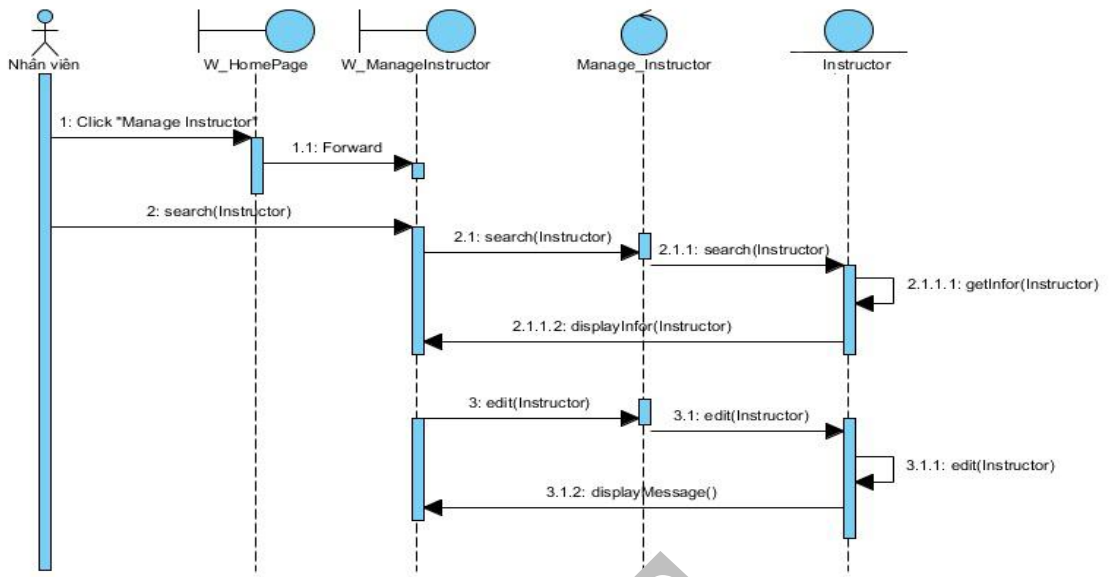 Nhân viên
W_HomePage
W_ManageInstructor
Manage_Instructor
Instructor
1: Click "Manage Instructor"
1.1: Forward
2: search(Instructor)
2.1: search(Instructor)
2.1.1: search(Instructor)
2.1.1.1: getInfor(Instructor)
2.1.1.2: displayInfor(Instructor)
3: edit(Instructor)
3.1: edit(Instructor)
3.1.1: edit(Instructor)
3.1.2: displayMessage()